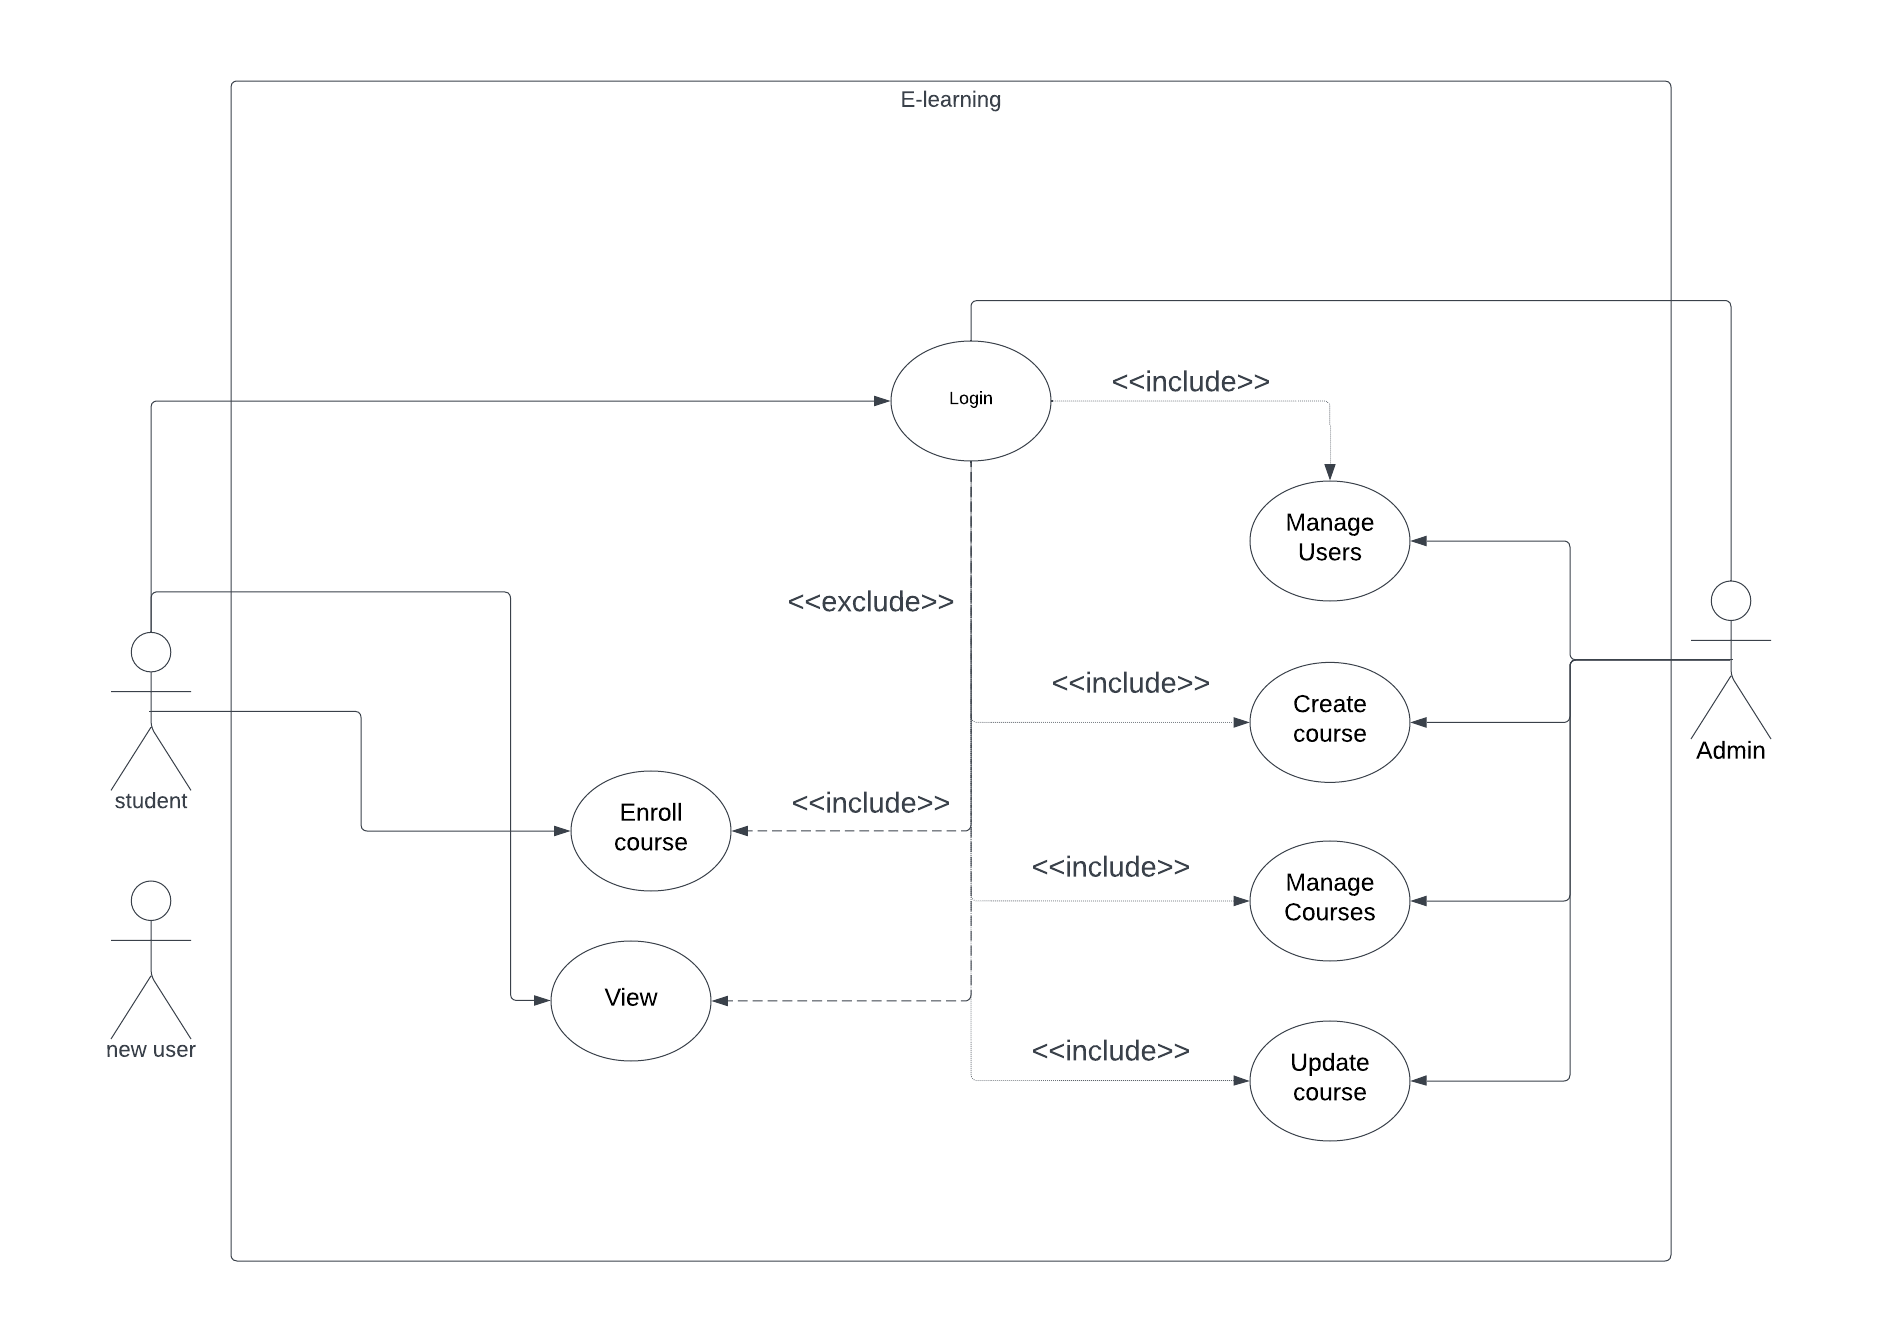 E-learning
<<include>>
Login
Manage
Users
<<exclude>>
<<include>>
Create
course
Admin
student
<<include>>
Enroll
course
<<include>>
Manage
Courses
View
new user
<<include>>
Update
course